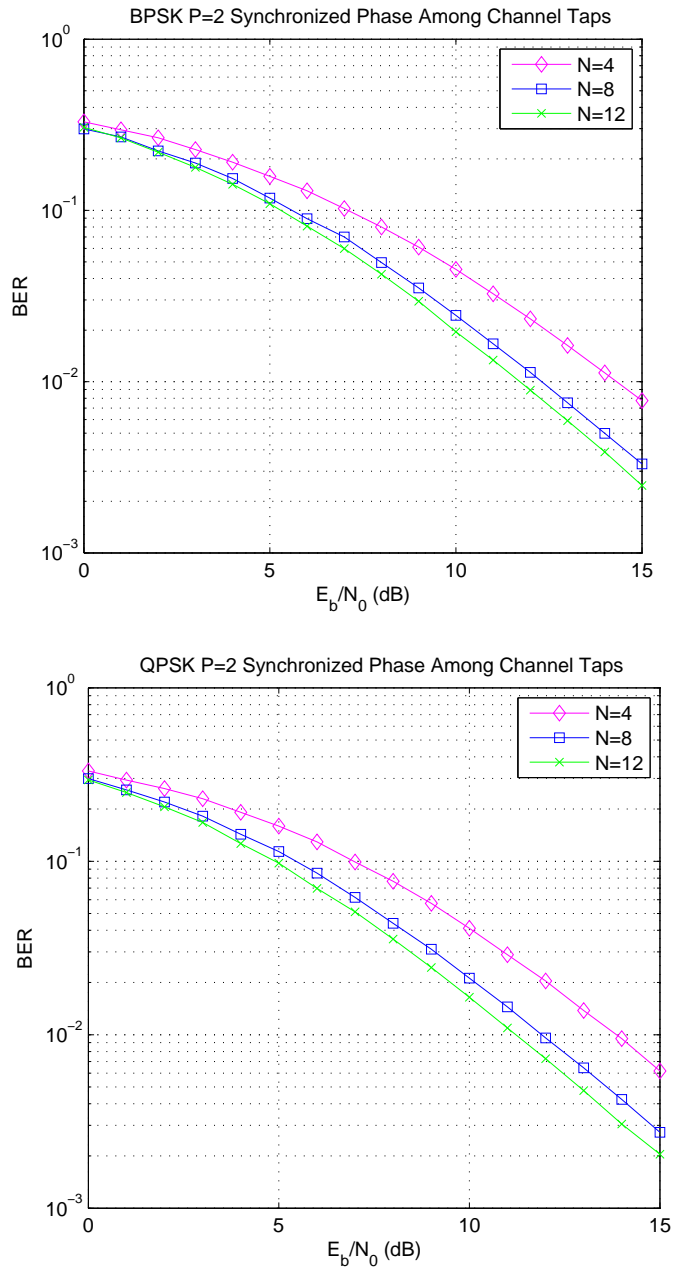 BPSK P=2 Synchronized Phase Among Channel Taps
10^0
10^−1
10^−2
10^−3
BER
N=4
N=8
N=12
0
5
10
15
E_b/N_0 (dB)
QPSK P=2 Synchronized Phase Among Channel Taps
10^0
10^−1
10^−2
10^−3
BER
N=4
N=8
N=12
0
5
10
15
E_b/N_0 (dB)